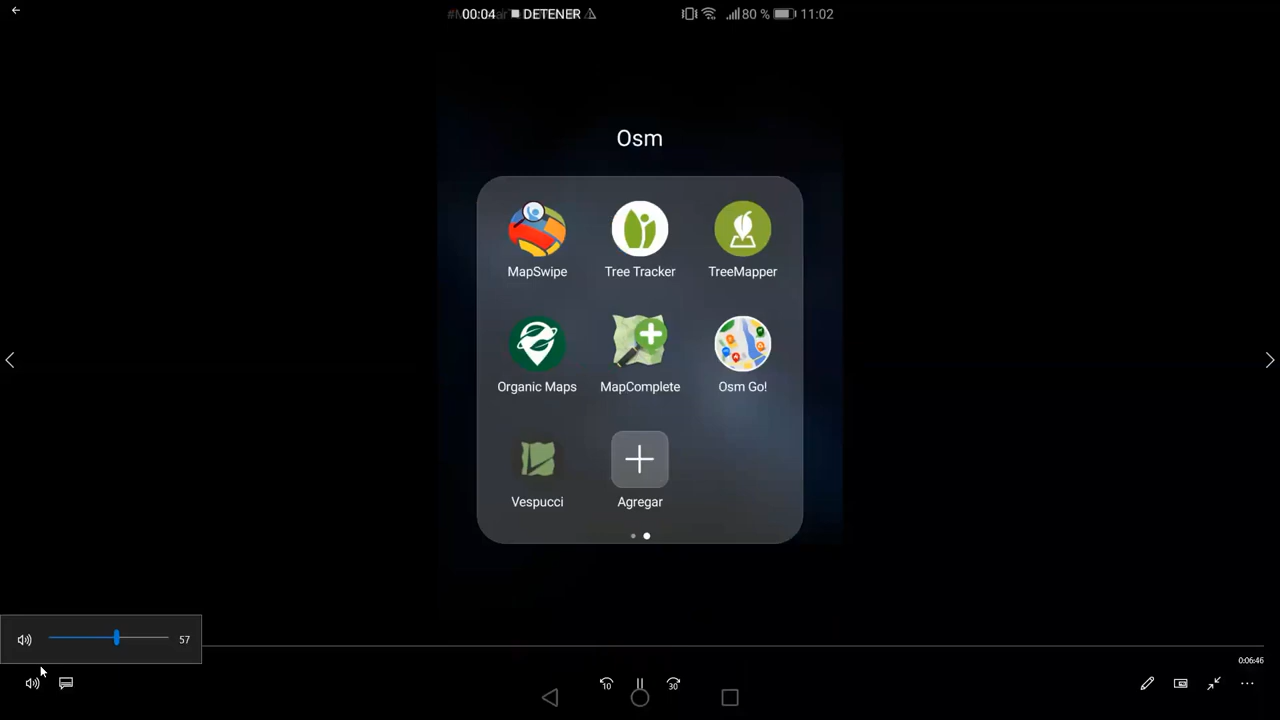 00:04 DETENER
80 % 11:02
Osm
MapSwipe Tree Tracker TreeMapper
Organic Maps MapComplete Osm Go!
Vespucci Agregar
57
0:06:46
10 30